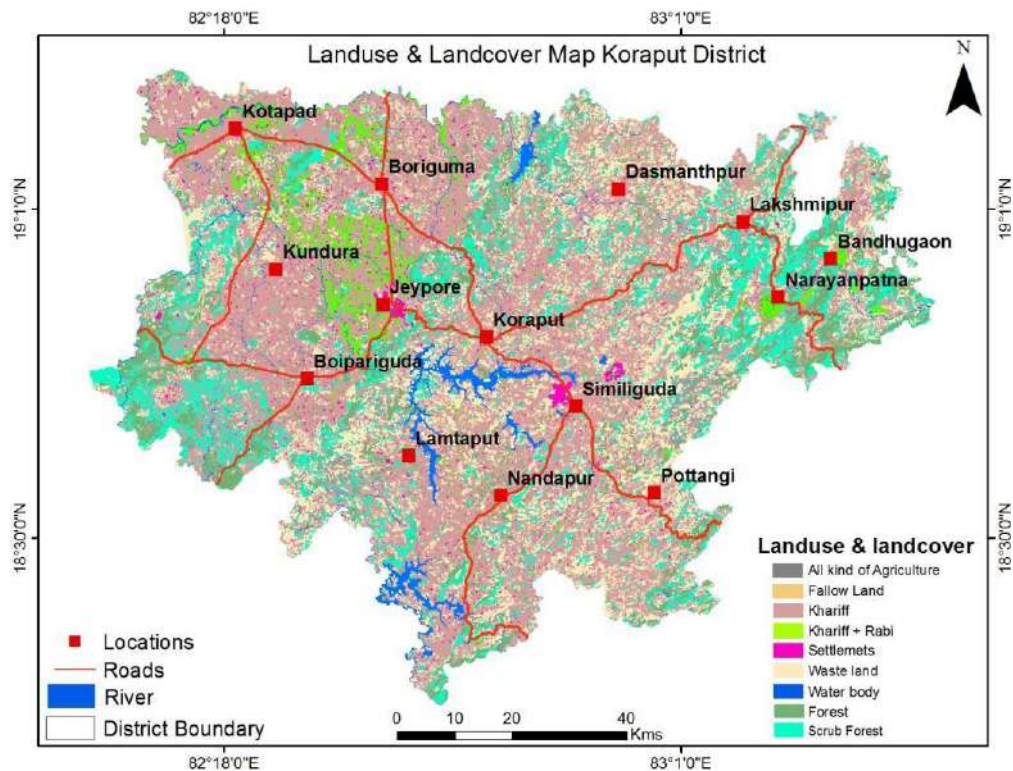 82°18'0"E
83°1'0"E
Landuse & Landcover Map Koraput District
N
Kotapad
Boriguma
Dasmanthpur
Lakshmipur
19°1'0"N
19°1'0"N
Bandhugaon
Kundura
Narayanpatna
Jeypore
Koraput
Boipariguda
Similiguda
Lamtaput
Nandapur
Pottangi
18°30'0"N
18°30'0"N
Landuse & landcover
All kind of Agriculture
Fallow Land
Khariff
Khariff + Rabi
Settlemets
Waste land
Water body
Forest
Scrub Forest
Locations
Roads
River
District Boundary
0 10 20 40
Kms
82°18'0"E
83°1'0"E